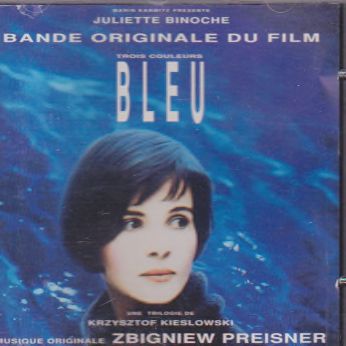 MARIN KARMITZ PRESENTE
JULIETTE BINOCHE
BANDE ORIGINALE DU FILM
TROIS COULEURS
BLEU
UNE TRILOGIE DE
KRZYSZTOF KIESLOWSKI
MUSIQUE ORIGINALE ZBIGNIEW PREISNER